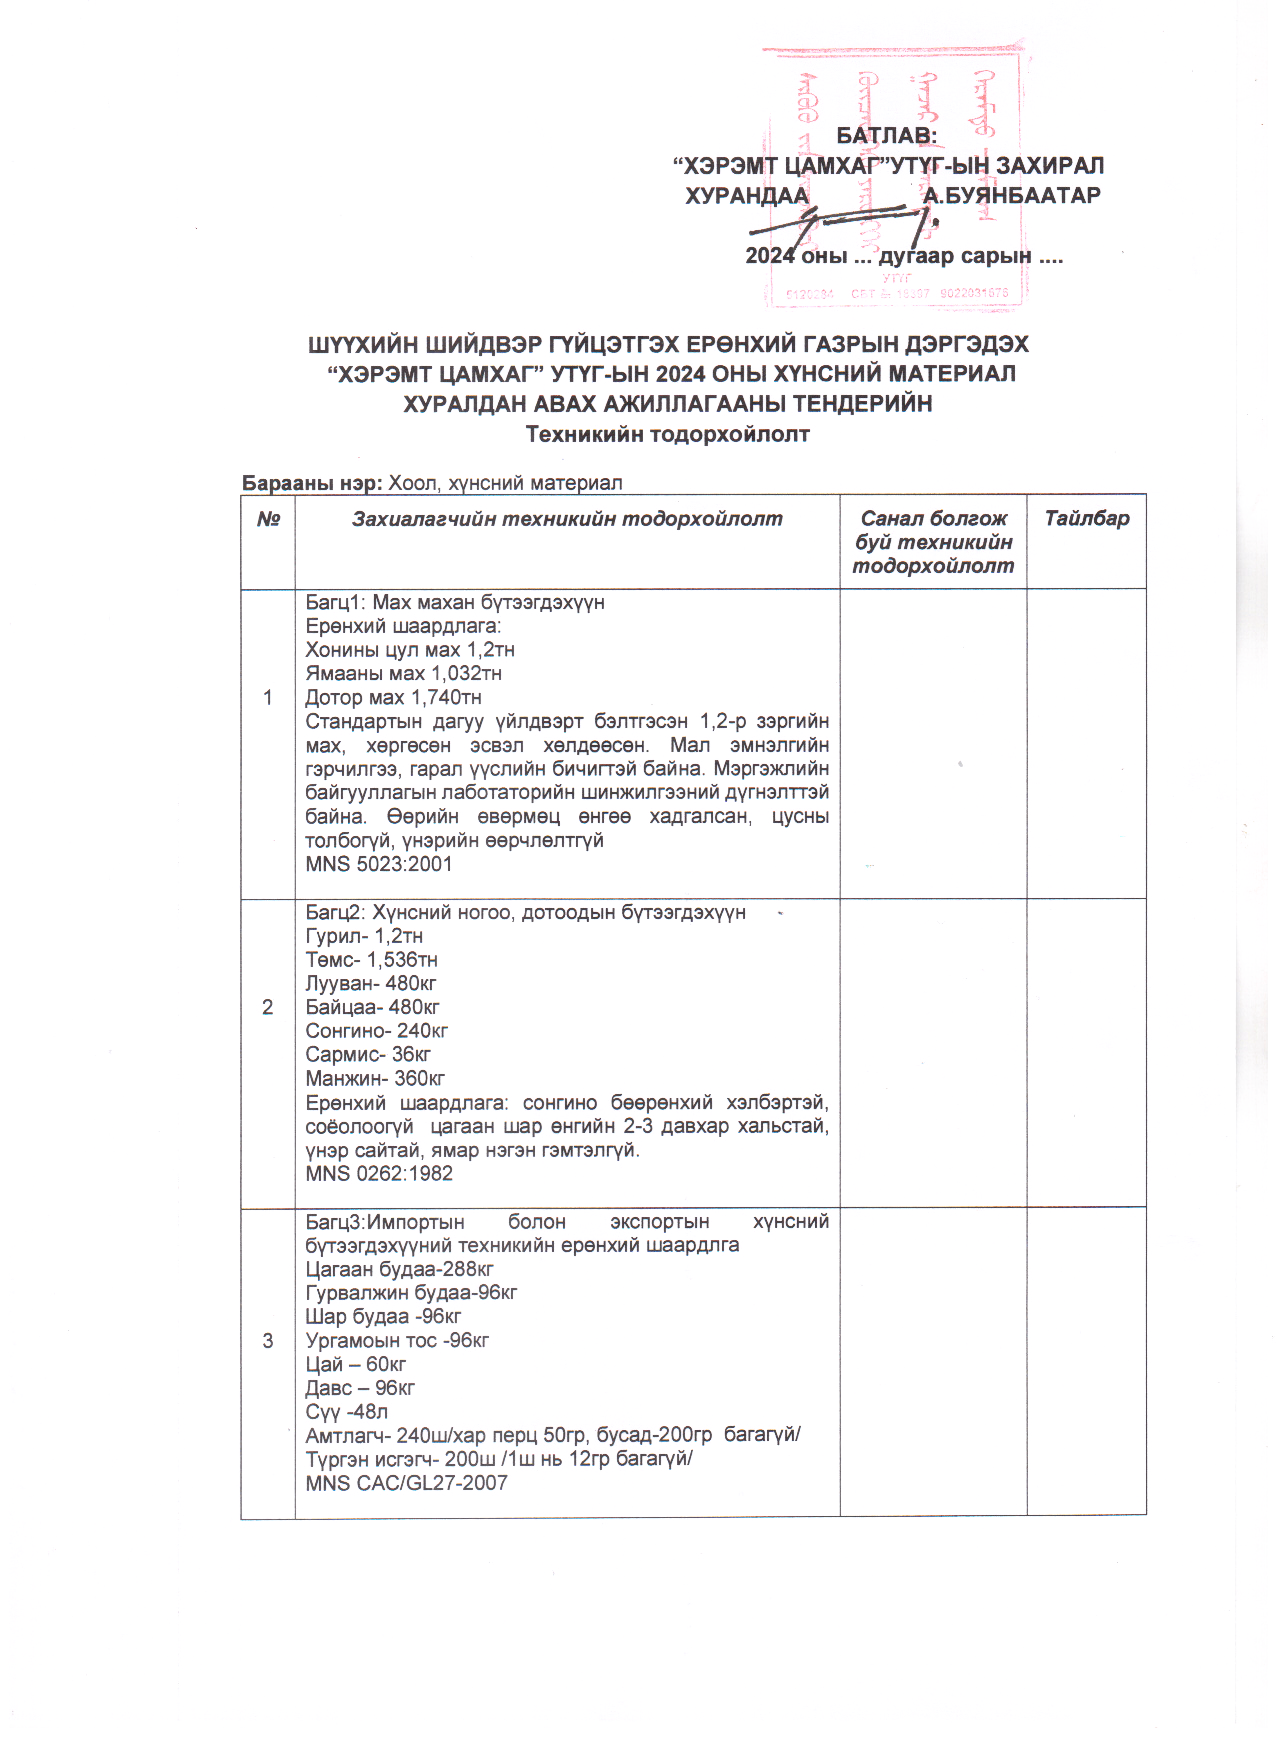 БАТЛАВ:
“ХЭРЭМТ ЦАМХАГ”УТҮГ-ЫН ЗАХИРАЛ
ХУРАНДАА А.БУЯНБААТАР
2024 оны ... дугаар сарын ....
УТҮГ
ШҮҮХИЙН ШИЙДВЭР ГҮЙЦЭТГЭХ ЕРӨНХИЙ ГАЗРЫН ДЭРГЭДЭХ
“ХЭРЭМТ ЦАМХАГ” УТҮГ-ЫН 2024 ОНЫ ХҮНСНИЙ МАТЕРИАЛ
ХУРАЛДАН АВАХ АЖИЛЛАГААНЫ ТЕНДЕРИЙН
Техникийн тодорхойлолт
Барааны нэр: Хоол, хүнсний материал
№ Захиалагчийн техникийн тодорхойлолт Санал болгож Тайлбар
буй техникийн
тодорхойлолт
Багц1: Мах махан бүтээгдэхүүн
Ерөнхий шаардлага:
Хонины цул мах 1,2тн
Ямааны мах 1,032тн
1 Дотор мах 1,740тн
Стандартын дагуу үйлдвэрт бэлтгэсэн 1,2-р зэргийн
мах, хөргөсөн эсвэл хөлдөөсөн. Мал эмнэлгийн
гэрчилгээ, гарал үүслийн бичигтэй байна. Мэргэжлийн
байгууллагын лаботаторийн шинжилгээний дүгнэлттэй
байна. Өөрийн өвөрмөц өнгөө хадгалсан, цусны
толбогүй, үнэрийн өөрчлөлтгүй
MNS 5023:2001
Багц2: Хүнсний ногоо, дотоодын бүтээгдэхүүн
Гурил- 1,2тн
Төмс- 1,536тн
Лууван- 480кг
2 Байцаа- 480кг
Сонгино- 240кг
Сармис- 36кг
Манжин- 360кг
Ерөнхий шаардлага: сонгино бөөрөнхий хэлбэртэй,
соёолоогүй цагаан шар өнгийн 2-3 давхар хальстай,
үнэр сайтай, ямар нэгэн гэмтэлгүй.
MNS 0262:1982
Багц3:Импортын болон экспортын хүнсний
бүтээгдэхүүний техникийн ерөнхий шаардлга
Цагаан будаа-288кг
Гурвалжин будаа-96кг
Шар будаа -96кг
3 Ургамоын тос -96кг
Цай – 60кг
Давс – 96кг
Сүү -48л
Амтлагч- 240ш/хар перц 50гр, бусад-200гр багагүй/
Түргэн исгэгч- 200ш /1ш нь 12гр багагүй/
MNS CAC/GL27-2007